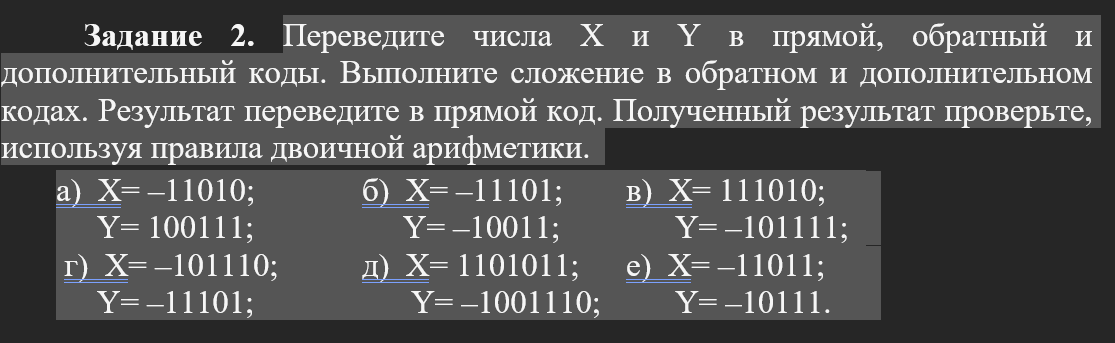 Задание 2. Переведите числа X и Y в прямой, обратный и
дополнительный коды. Выполните сложение в обратном и дополнительном
кодах. Результат переведите в прямой код. Полученный результат проверьте,
используя правила двоичной арифметики.
а) X= –11010; б) X= –11101; в) X= 111010;
Y= 100111; Y= –10011; Y= –101111;
г) X= –101110; д) X= 1101011; е) X= –11011;
Y= –11101; Y= –1001110; Y= –10111.